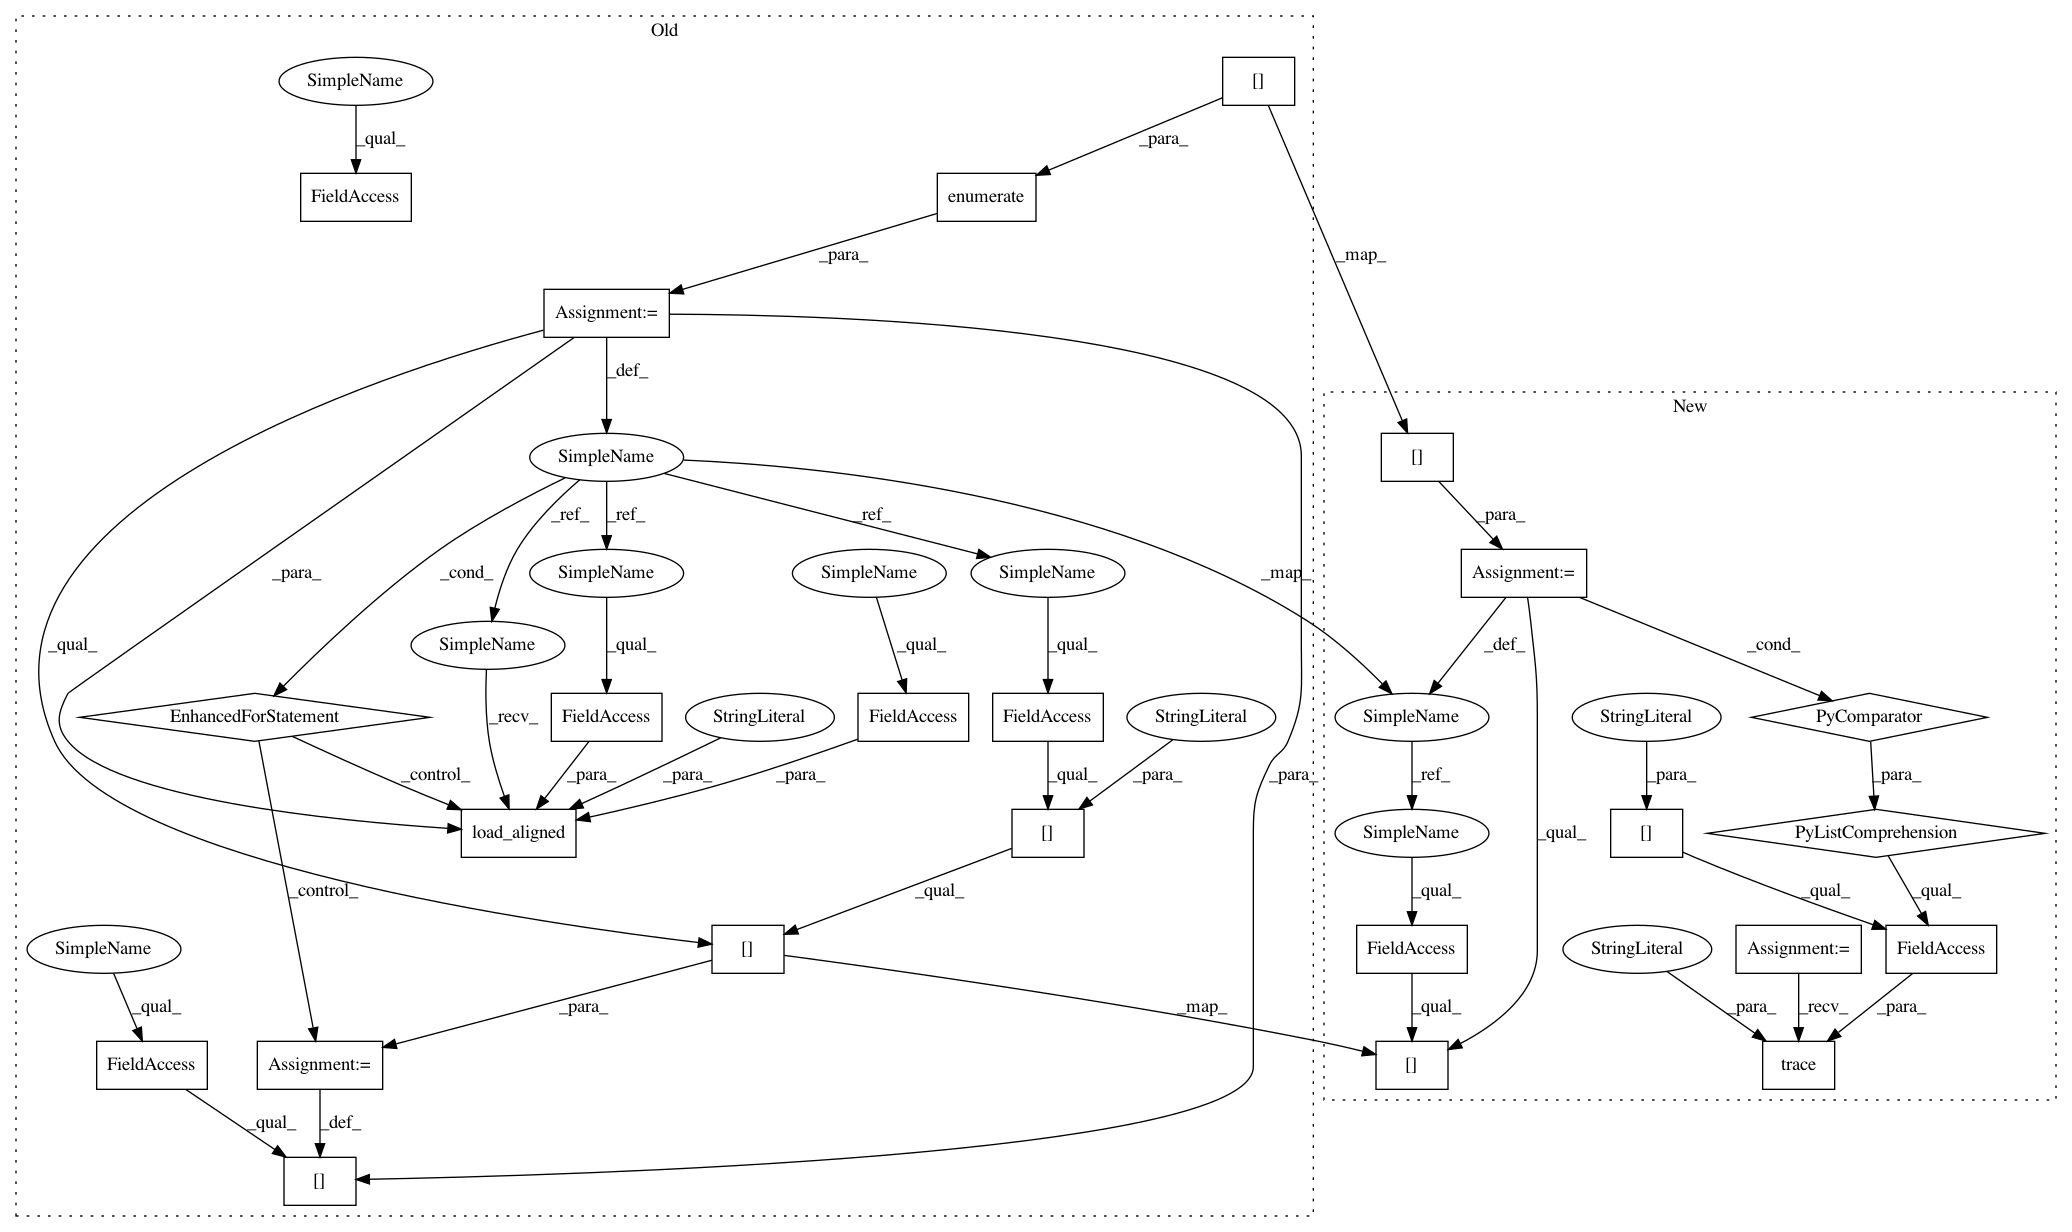 Old
SimpleName
[]
_qual_
_para_
FieldAccess
enumerate
_para_
_map_
Assignment:=
_def_
New
SimpleName
[]
_ref_
_ref_
_ref_
_para_
_para_
_cond_
SimpleName
SimpleName
SimpleName
_map_
Assignment:=
_qual_
SimpleName
_qual_
_qual_
_qual_
_def_
_cond_
EnhancedForStatement
_recv_
FieldAccess
StringLiteral
FieldAccess
FieldAccess
StringLiteral
SimpleName
StringLiteral
PyComparator
_control_
_para_
_para_
_para_
_qual_
_para_
_para_
_ref_
_para_
_para_
load_aligned
[]
SimpleName
[]
PyListComprehension
_qual_
_control_
_qual_
_qual_
_qual_
_qual_
SimpleName
[]
FieldAccess
StringLiteral
Assignment:=
FieldAccess
_qual_
_para_
_map_
_qual_
_para_
_recv_
_para_
FieldAccess
Assignment:=
[]
trace
_qual_
_def_
[]